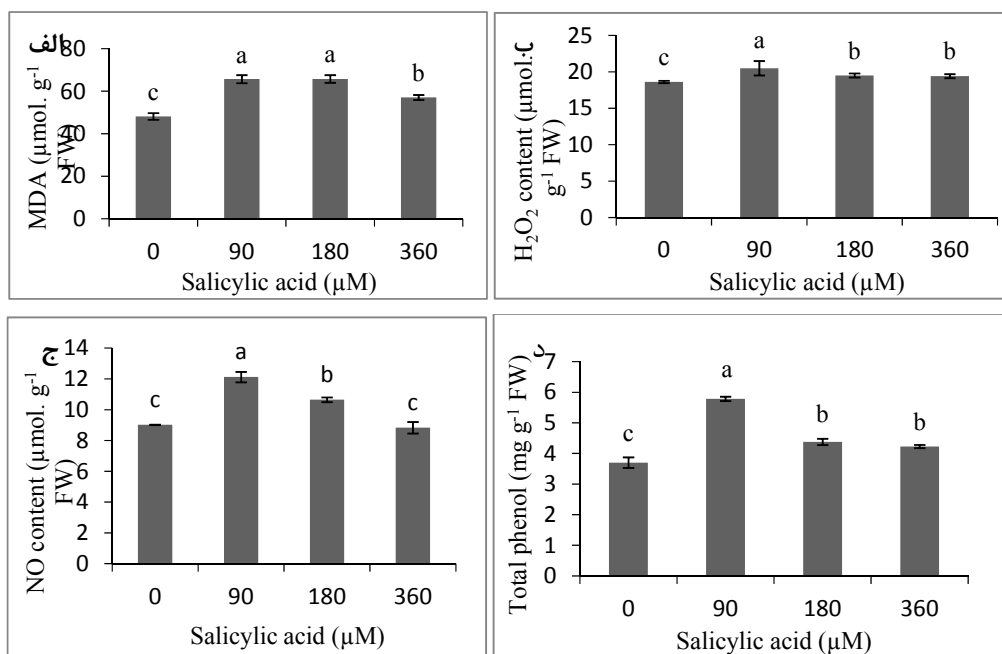 الف
MDA (µmol. g-1
FW)
80
60
40
20
0
c
a
a
b
0 90 180 360
Salicylic acid (µM)
H2O2 content (µmol.
g-1 FW)
25
20
15
10
5
0
c
a
b
b
0 90 180 360
Salicylic acid (µM)
ج
NO content (µmol. g-1
FW)
14
12
10
8
6
4
2
0
c
a
b
c
0 90 180 360
Salicylic acid (µM)
Total phenol (mg g-1 FW)
7
6
5
4
3
2
1
0
c
a
b
b
0 90 180 360
Salicylic acid (µM)